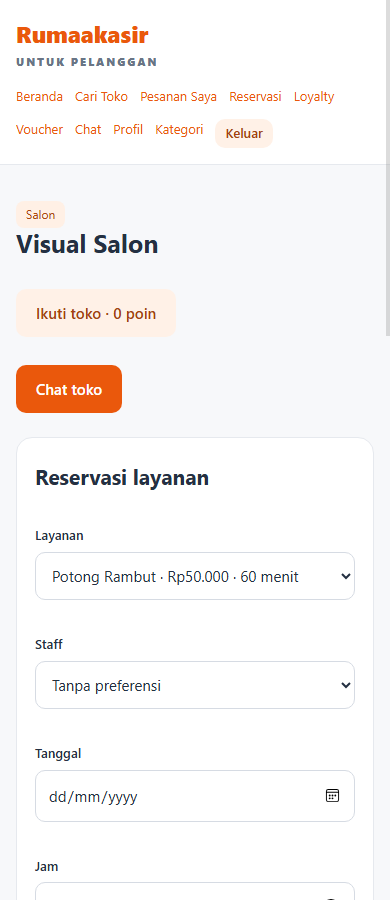 Rumaakasir
UNTUK PELANGGAN
Beranda Cari Toko Pesanan Saya Reservasi Loyalty
Voucher Chat Profil Kategori Keluar
Salon
Visual Salon
Ikuti toko · 0 poin
Chat toko
Reservasi layanan
Layanan
Potong Rambut · Rp50.000 · 60 menit
Staff
Tanpa preferensi
Tanggal
dd/mm/yyyy
Jam